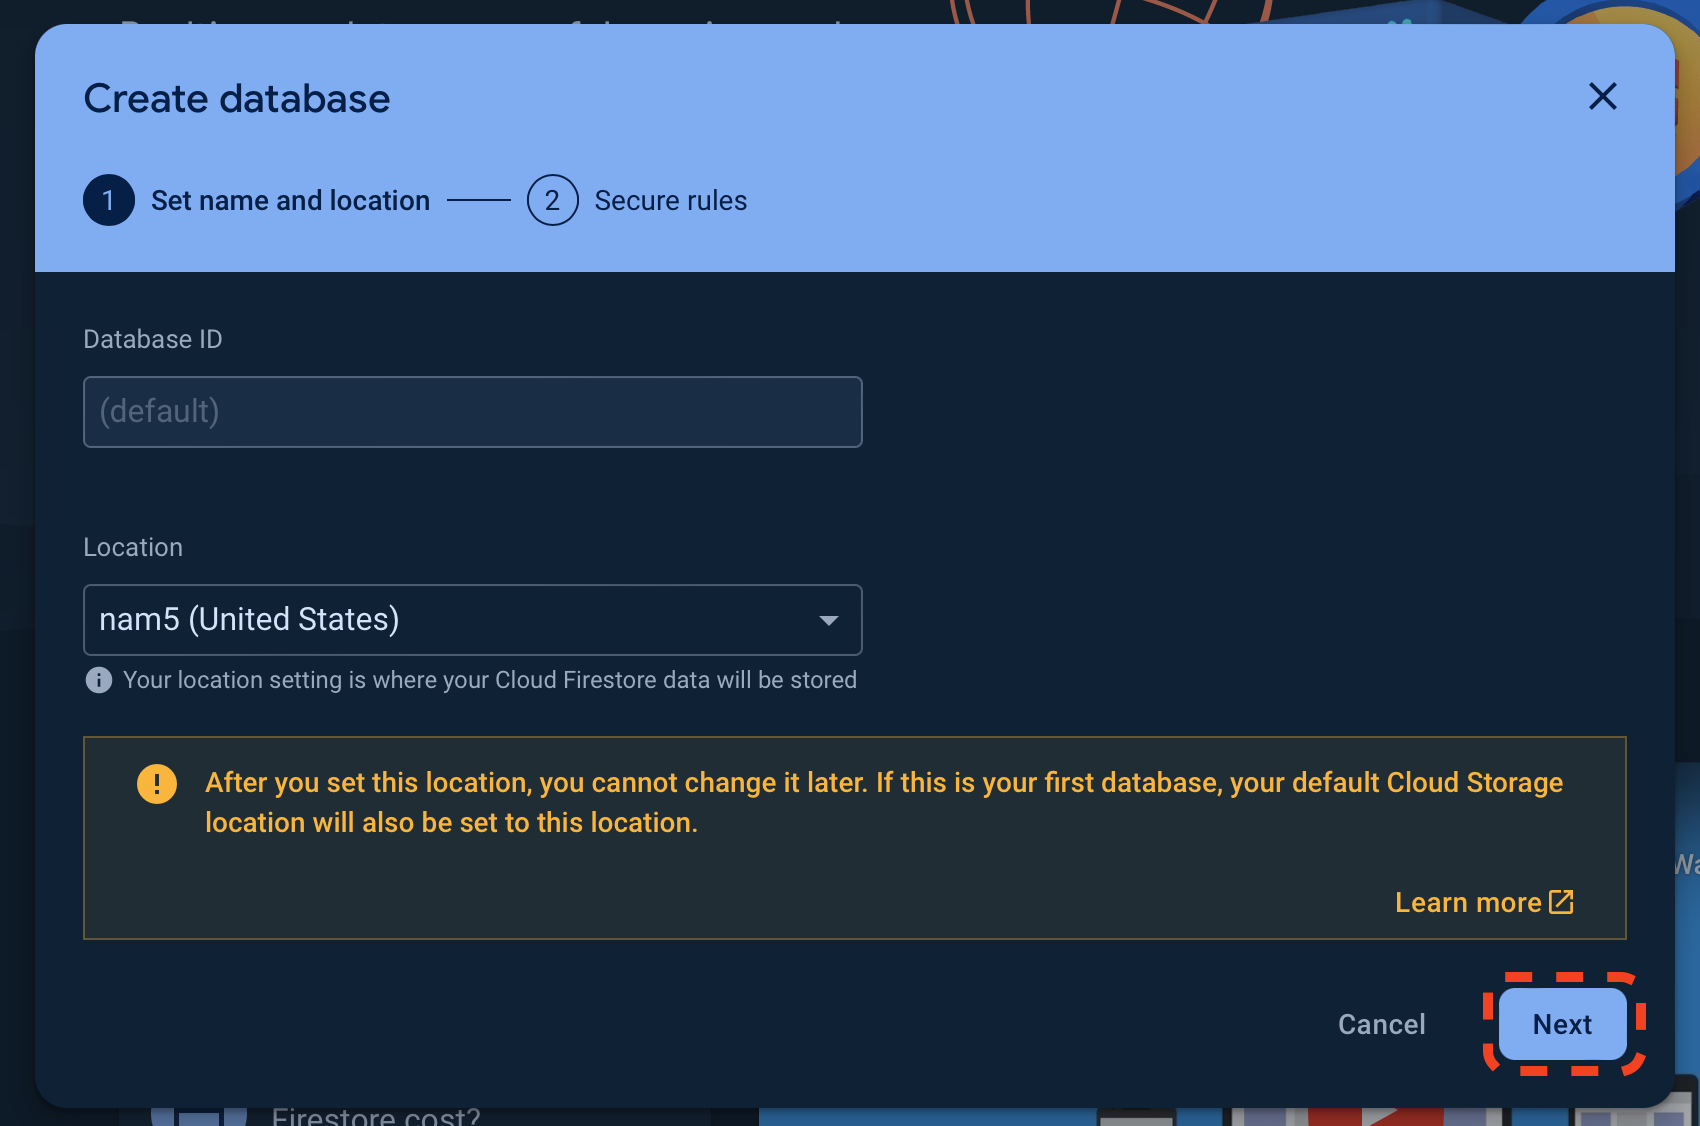 Create database
1 Set name and location
2 Secure rules
Database ID
(default)
Location
nam5 (United States)
Your location setting is where your Cloud Firestore data will be stored
After you set this location, you cannot change it later. If this is your first database, your default Cloud Storage
location will also be set to this location.
Learn more
Cancel
Next
Firestore cost?